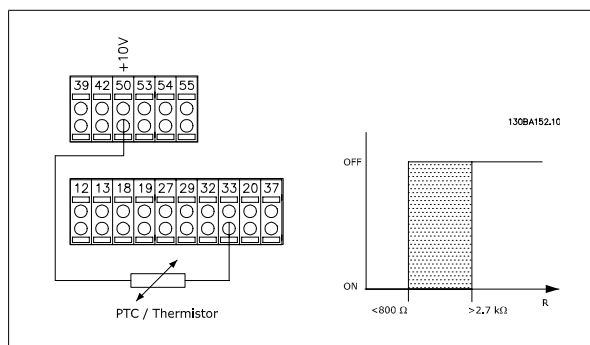 +10V
39 42 50 53 54 55
12 13 18 19 27 29 32 33 20 37
PTC / Thermistor
130BA152.10
OFF
ON
<800 Ω
>2.7 kΩ
R